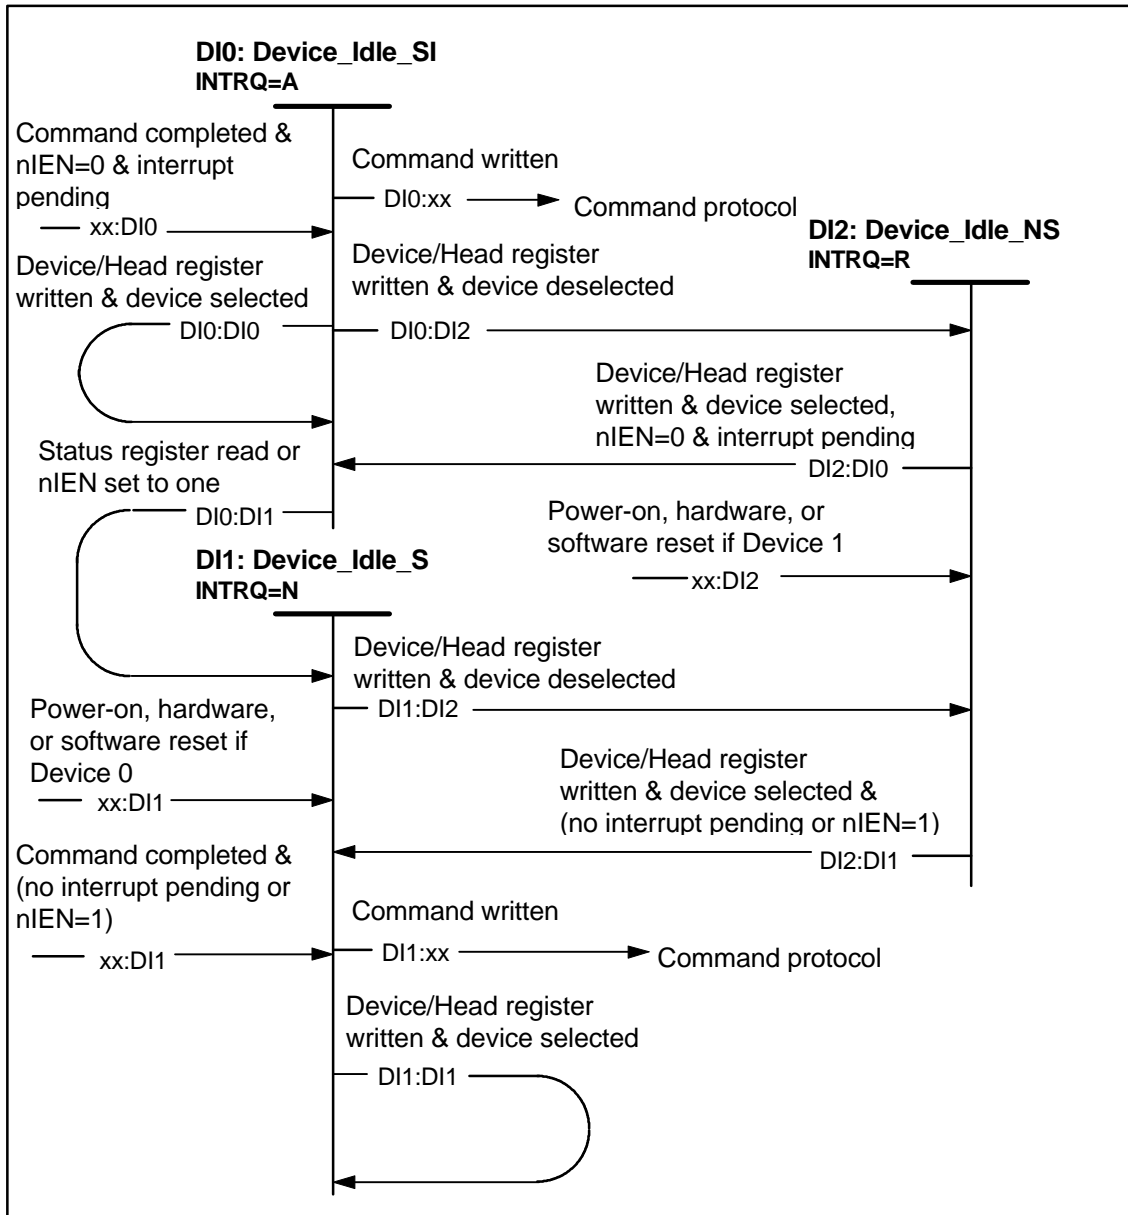 DI0: Device_Idle_SI
INTRQ=A
Command completed &
nIEN=0 & interrupt
pending
xx:DI0
Command written
DI0:xx
Command protocol
DI2: Device_Idle_NS
INTRQ=R
Device/Head register
written & device selected
DI0:DI0
Device/Head register
written & device deselected
DI0:DI2
Device/Head register
written & device selected,
nIEN=0 & interrupt pending
DI2:DI0
Status register read or
nIEN set to one
DI0:DI1
Power-on, hardware, or
software reset if Device 1
xx:DI2
DI1: Device_Idle_S
INTRQ=N
Device/Head register
written & device deselected
DI1:DI2
Power-on, hardware,
or software reset if
Device 0
xx:DI1
Device/Head register
written & device selected &
(no interrupt pending or nIEN=1)
DI2:DI1
Command completed &
(no interrupt pending or
nIEN=1)
xx:DI1
Command written
DI1:xx
Command protocol
Device/Head register
written & device selected
DI1:DI1